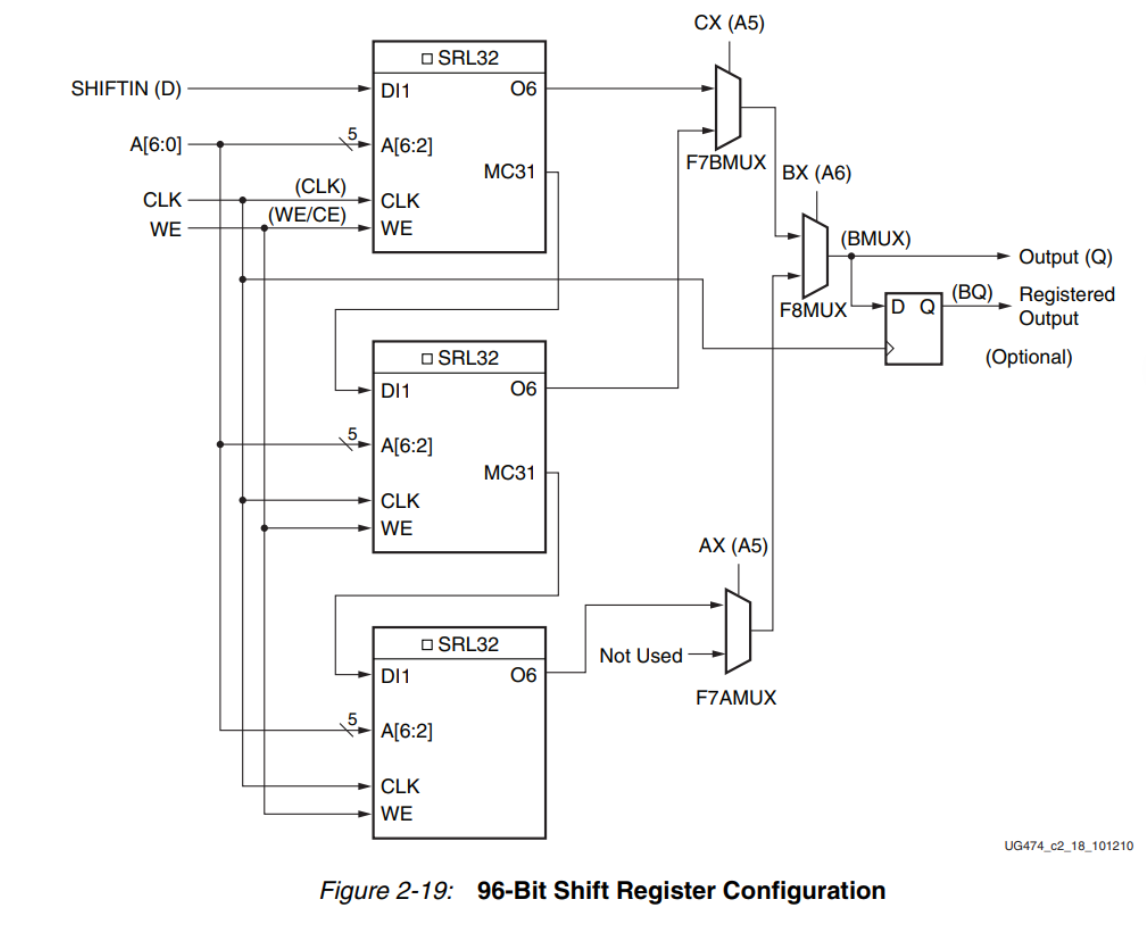 CX (A5)
□ SRL32
SHIFTIN (D)
DI1
O6
A[6:0]
5
A[6:2]
MC31
F7BMUX
BX (A6)
CLK
(CLK)
CLK
WE
(WE/CE)
WE
(BMUX)
Output (Q)
F8MUX
D Q
(BQ)
Registered
Output
(Optional)
□ SRL32
DI1
O6
5
A[6:2]
MC31
CLK
WE
AX (A5)
□ SRL32
Not Used
DI1
O6
F7AMUX
5
A[6:2]
CLK
WE
UG474_c2_18_101210
Figure 2-19: 96-Bit Shift Register Configuration